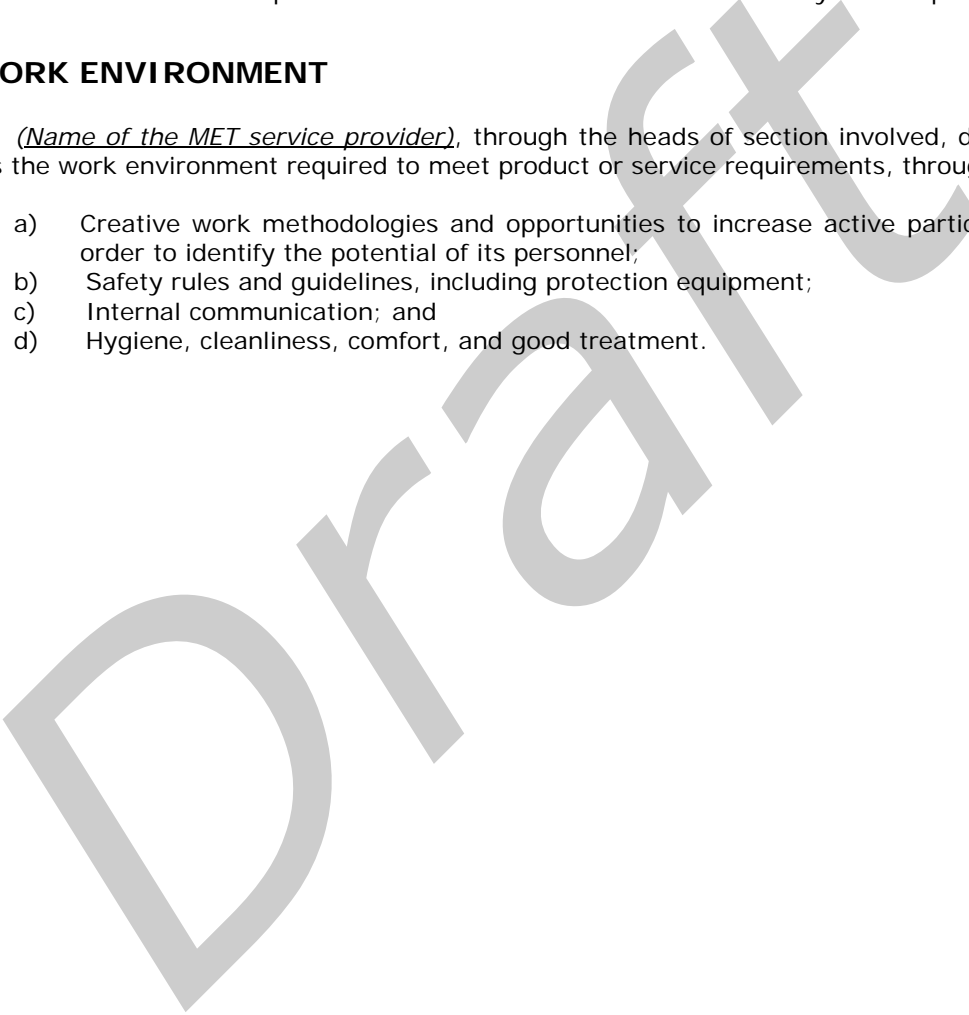 ORK ENVIRONMENT
(Name of the MET service provider), through the heads of section involved, d
s the work environment required to meet product or service requirements, throug
a) Creative work methodologies and opportunities to increase active partic
order to identify the potential of its personnel;
b) Safety rules and guidelines, including protection equipment;
c) Internal communication; and
d) Hygiene, cleanliness, comfort, and good treatment.
Draft